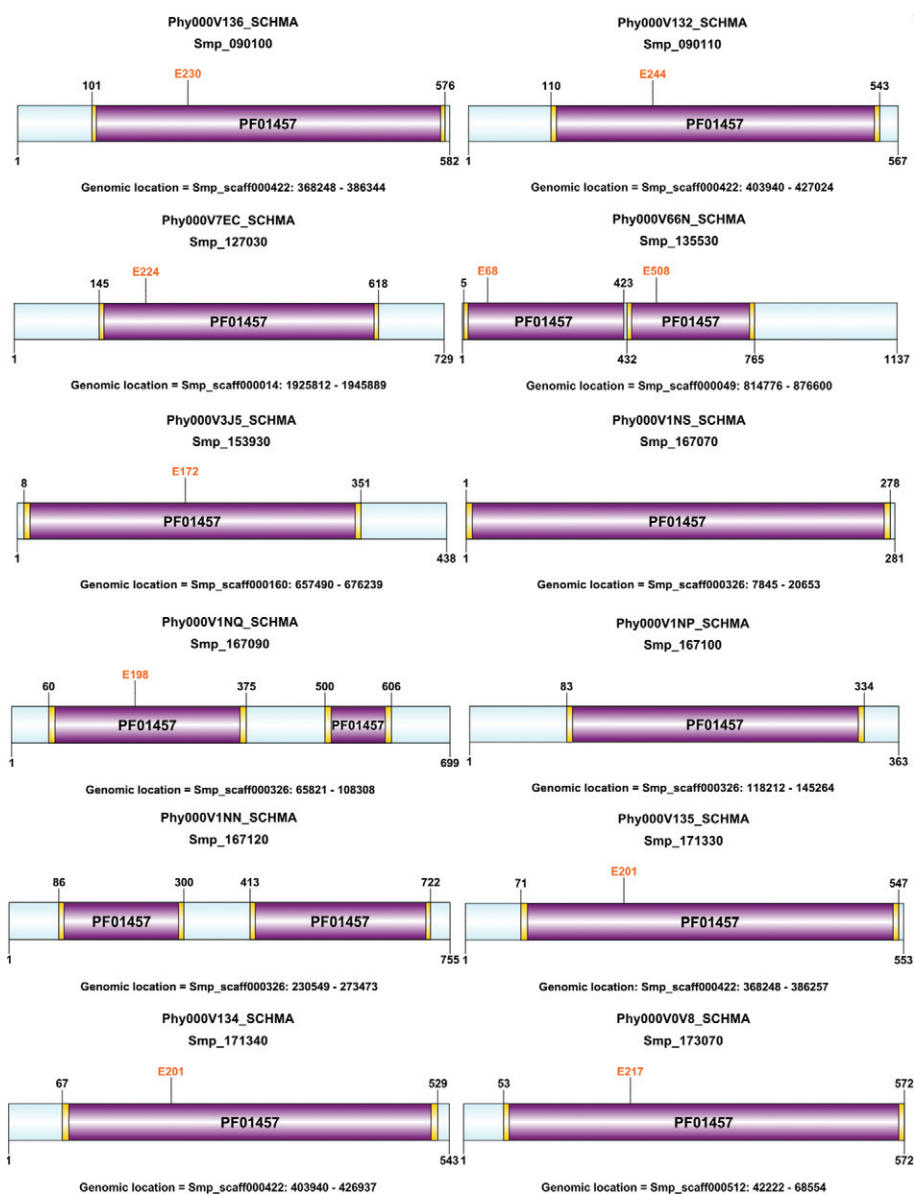 Phy000V136_SCHMA
Smp_090100
E230
101
576
PF01457
1
582
Genomic location = Smp_scaff000422: 368248 - 386344
Phy000V132_SCHMA
Smp_090110
E244
110
543
PF01457
1
567
Genomic location = Smp_scaff000422: 403940 - 427024
Phy000V7EC_SCHMA
Smp_127030
E224
145
618
PF01457
1
729
Genomic location = Smp_scaff000014: 1925812 - 1945889
Phy000V66N_SCHMA
Smp_135530
E68
E508
5
423
PF01457
PF01457
1
432
765
1137
Genomic location = Smp_scaff000049: 814776 - 876600
Phy000V3J5_SCHMA
Smp_153930
E172
8
351
PF01457
1
438
Genomic location = Smp_scaff000160: 657490 - 676239
Phy000V1NS_SCHMA
Smp_167070
1
278
PF01457
1
281
Genomic location = Smp_scaff000326: 7845 - 20653
Phy000V1NQ_SCHMA
Smp_167090
E198
60
375
500
606
PF01457
PF01457
1
699
Genomic location = Smp_scaff000326: 65821 - 108308
Phy000V1NP_SCHMA
Smp_167100
83
334
PF01457
1
363
Genomic location = Smp_scaff000326: 118212 - 145264
Phy000V1NN_SCHMA
Smp_167120
86
300
413
722
PF01457
PF01457
1
755
Genomic location = Smp_scaff000326: 230549 - 273473
Phy000V135_SCHMA
Smp_171330
E201
71
547
PF01457
1
553
Genomic location: Smp_scaff000422: 368248 - 386257
Phy000V134_SCHMA
Smp_171340
E201
67
529
PF01457
1
543
Genomic location = Smp_scaff000422: 403940 - 426937
Phy000V0V8_SCHMA
Smp_173070
E217
53
572
PF01457
1
572
Genomic location = Smp_scaff000512: 42222 - 68554